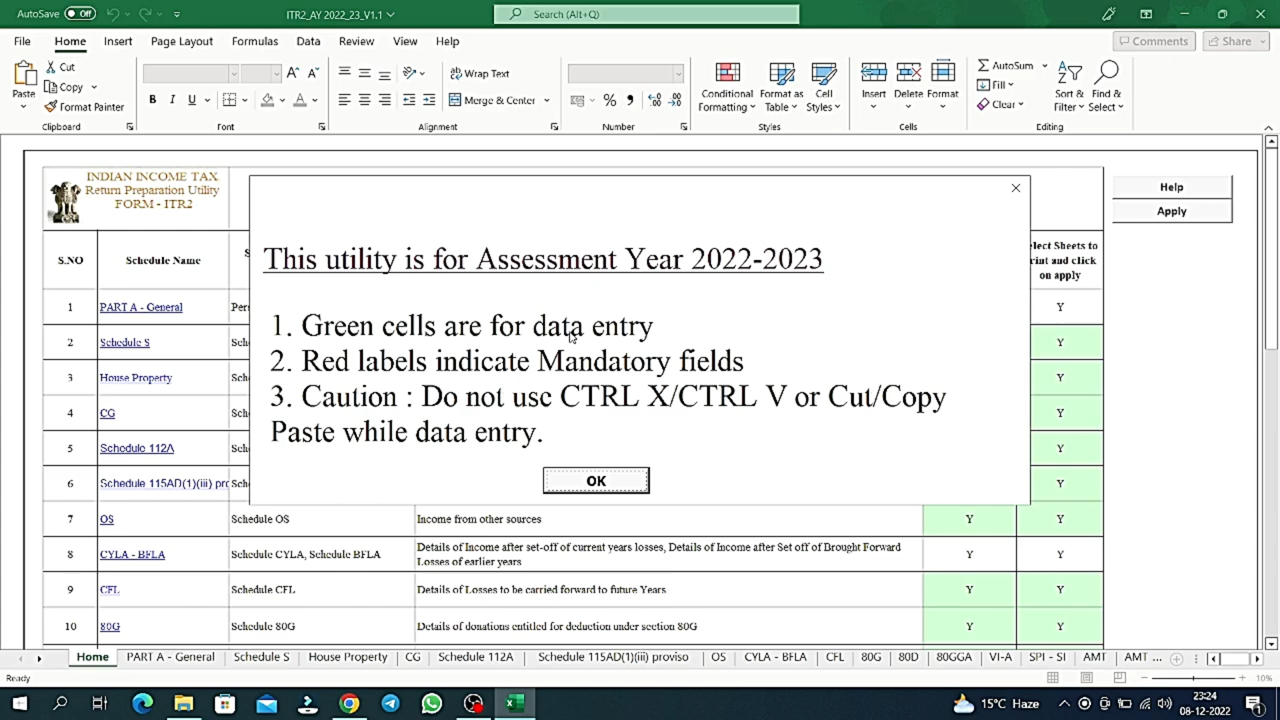 AutoSave Off ITR2_AY 2022_23_V1.1 Search (Alt+Q)
File Home Insert Page Layout Formulas Data Review View Help Comments Share
Paste Cut Copy Format Painter
B I U
Wrap Text
Merge & Center
% ,
Conditional Formatting Format as Table Cell Styles
Insert Delete Format
AutoSum Fill Clear Sort & Filter Find & Select
Clipboard Font Alignment Number Styles Cells Editing
INDIAN INCOME TAX
Return Preparation Utility
FORM - ITR2
Help
Apply
This utility is for Assessment Year 2022-2023
1. Green cells are for data entry
2. Red labels indicate Mandatory fields
3. Caution : Do not use CTRL X/CTRL V or Cut/Copy
Paste while data entry.
OK
S.NO Schedule Name S lect Sheets to
rint and click
on apply
1 PART A - General Per Y
2 Schedule S Sch Y
3 House Property Sch Y
4 CG Sch Y
5 Schedule 112A Sch Y
6 Schedule 115AD(1)(iii) pr Sch Y
7 OS Schedule OS Income from other sources Y Y
8 CYLA - BFLA Schedule CYLA, Schedule BFLA Details of Income after set-off of current years losses, Details of Income after Set off of Brought Forward Y Y
Losses of earlier years
9 CFL Schedule CFL Details of Losses to be carried forward to future Years Y Y
10 80G Schedule 80G Details of donations entitled for deduction under section 80G Y Y
Home PART A - General Schedule S House Property CG Schedule 112A Schedule 115AD(1)(iii) proviso OS CYLA - BFLA CFL 80G 80D 80GGA VI-A SPI - SI AMT AMT ...
Ready 10%
15°C Haze 23:24
08-12-2022